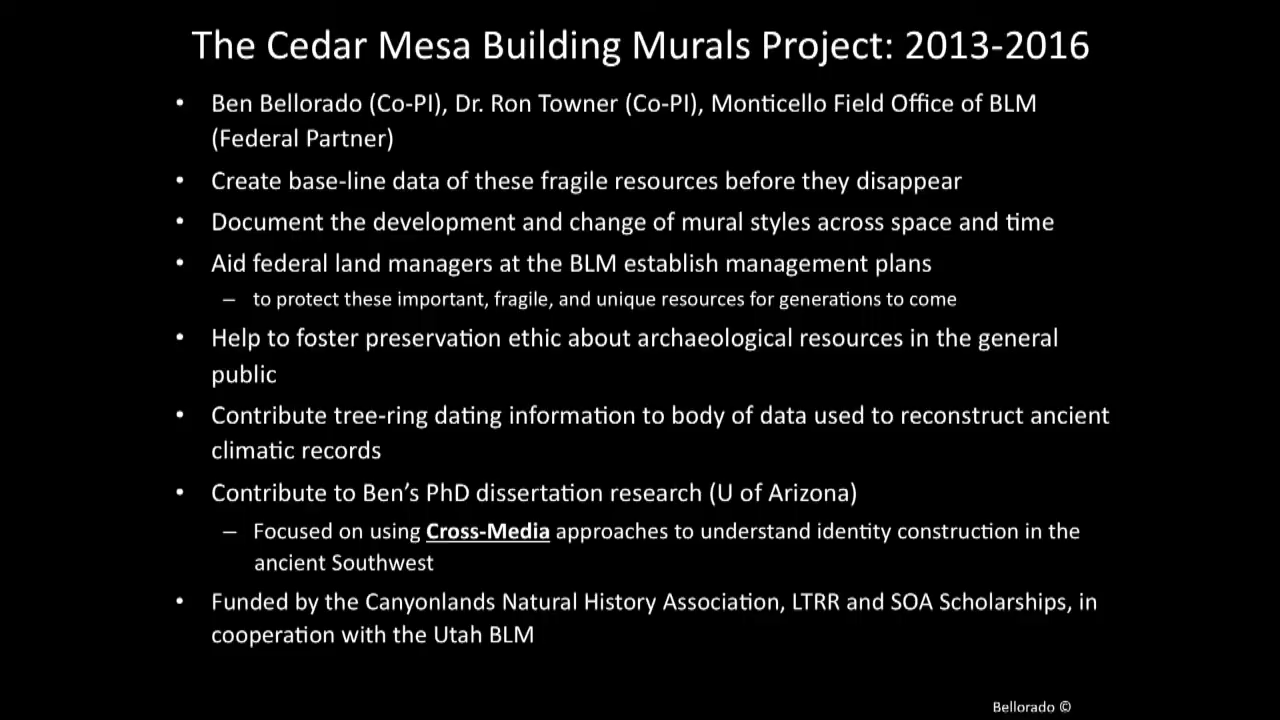 The Cedar Mesa Building Murals Project: 2013-2016
• Ben Bellorado (Co-PI), Dr. Ron Towner (Co-PI), Monticello Field Office of BLM
(Federal Partner)
• Create base-line data of these fragile resources before they disappear
• Document the development and change of mural styles across space and time
• Aid federal land managers at the BLM establish management plans
– to protect these important, fragile, and unique resources for generations to come
• Help to foster preservation ethic about archaeological resources in the general
public
• Contribute tree-ring dating information to body of data used to reconstruct ancient
climatic records
• Contribute to Ben’s PhD dissertation research (U of Arizona)
– Focused on using Cross-Media approaches to understand identity construction in the
ancient Southwest
• Funded by the Canyonlands Natural History Association, LTRR and SOA Scholarships, in
cooperation with the Utah BLM
Bellorado ©